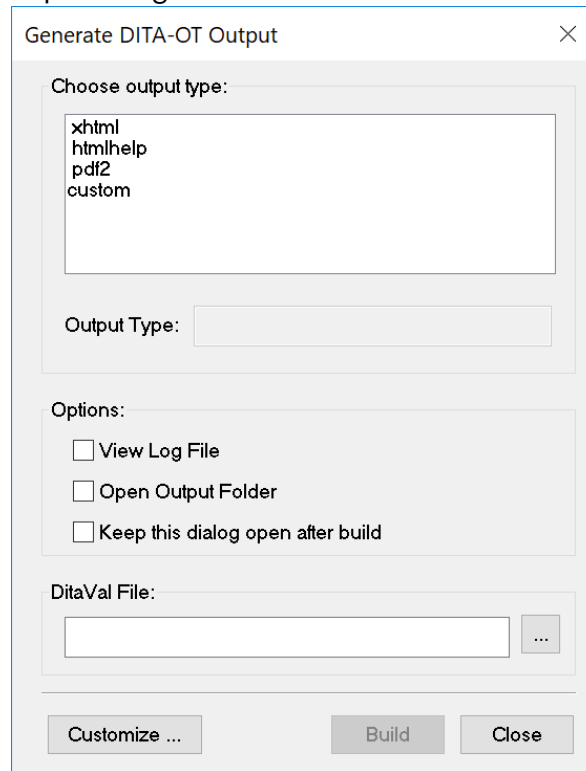 Generate DITA-OT Output
Choose output type:
xhtml
htmlhelp
pdf2
custom
Output Type:
Options:
View Log File
Open Output Folder
Keep this dialog open after build
DitaVal File:
...
Customize ... Build Close